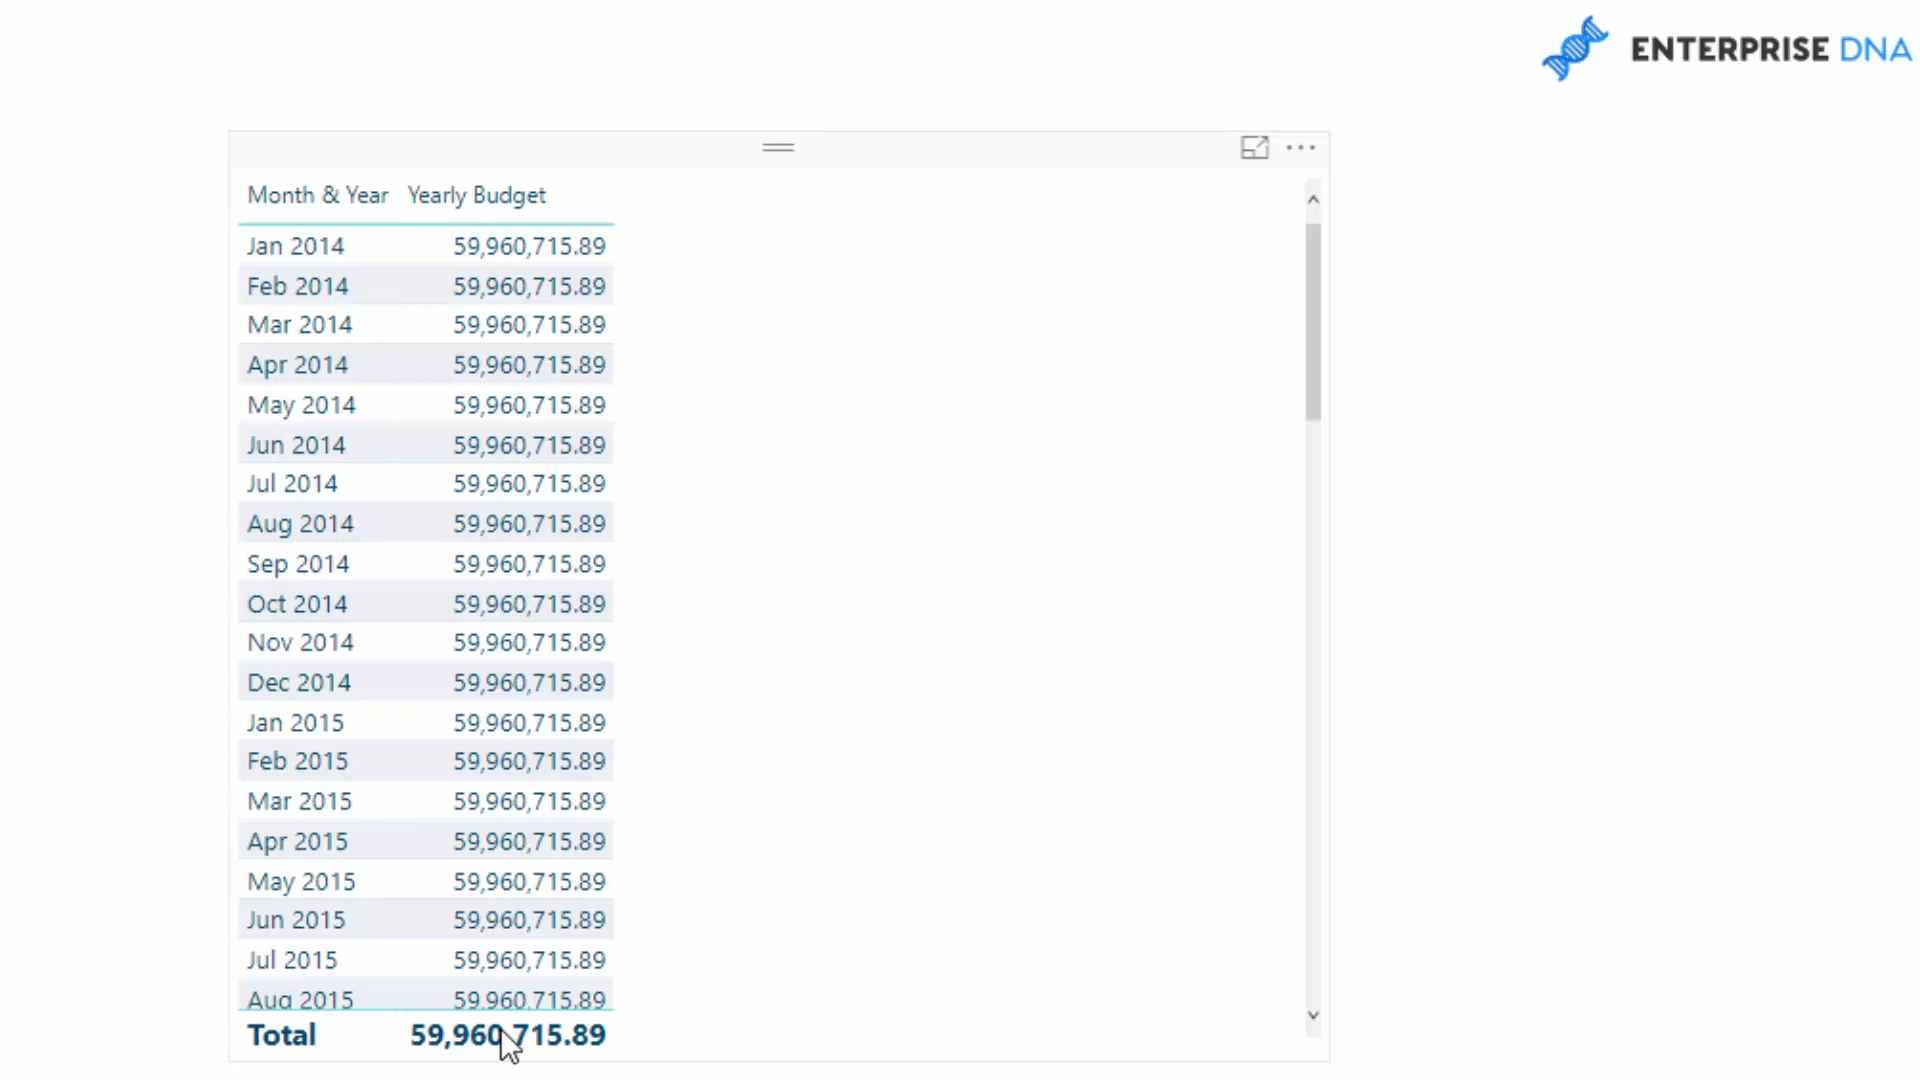 ENTERPRISE DNA
Month & Year Yearly Budget
Jan 2014 59,960,715.89
Feb 2014 59,960,715.89
Mar 2014 59,960,715.89
Apr 2014 59,960,715.89
May 2014 59,960,715.89
Jun 2014 59,960,715.89
Jul 2014 59,960,715.89
Aug 2014 59,960,715.89
Sep 2014 59,960,715.89
Oct 2014 59,960,715.89
Nov 2014 59,960,715.89
Dec 2014 59,960,715.89
Jan 2015 59,960,715.89
Feb 2015 59,960,715.89
Mar 2015 59,960,715.89
Apr 2015 59,960,715.89
May 2015 59,960,715.89
Jun 2015 59,960,715.89
Jul 2015 59,960,715.89
Aug 2015 59,960,715.89
Total 59,960,715.89